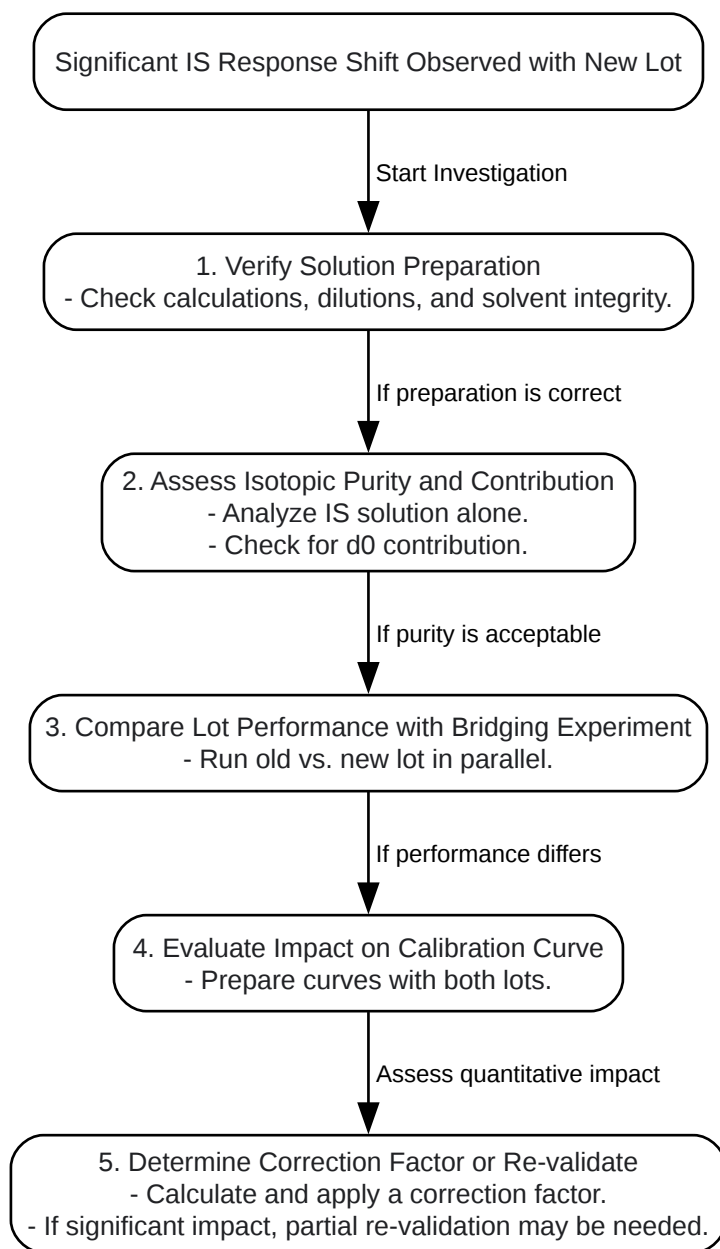 Significant IS Response Shift Observed with New Lot
Start Investigation
1. Verify Solution Preparation
- Check calculations, dilutions, and solvent integrity.
If preparation is correct
2. Assess Isotopic Purity and Contribution
- Analyze IS solution alone.
- Check for d0 contribution.
If purity is acceptable
3. Compare Lot Performance with Bridging Experiment
- Run old vs. new lot in parallel.
If performance differs
4. Evaluate Impact on Calibration Curve
- Prepare curves with both lots.
Assess quantitative impact
5. Determine Correction Factor or Re-validate
- Calculate and apply a correction factor.
- If significant impact, partial re-validation may be needed.